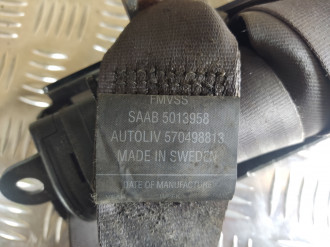 FMVSS
SAAB 5013958
AUTOLIV 570498813
MADE IN SWEDEN
DATE OF MANUFACTURE